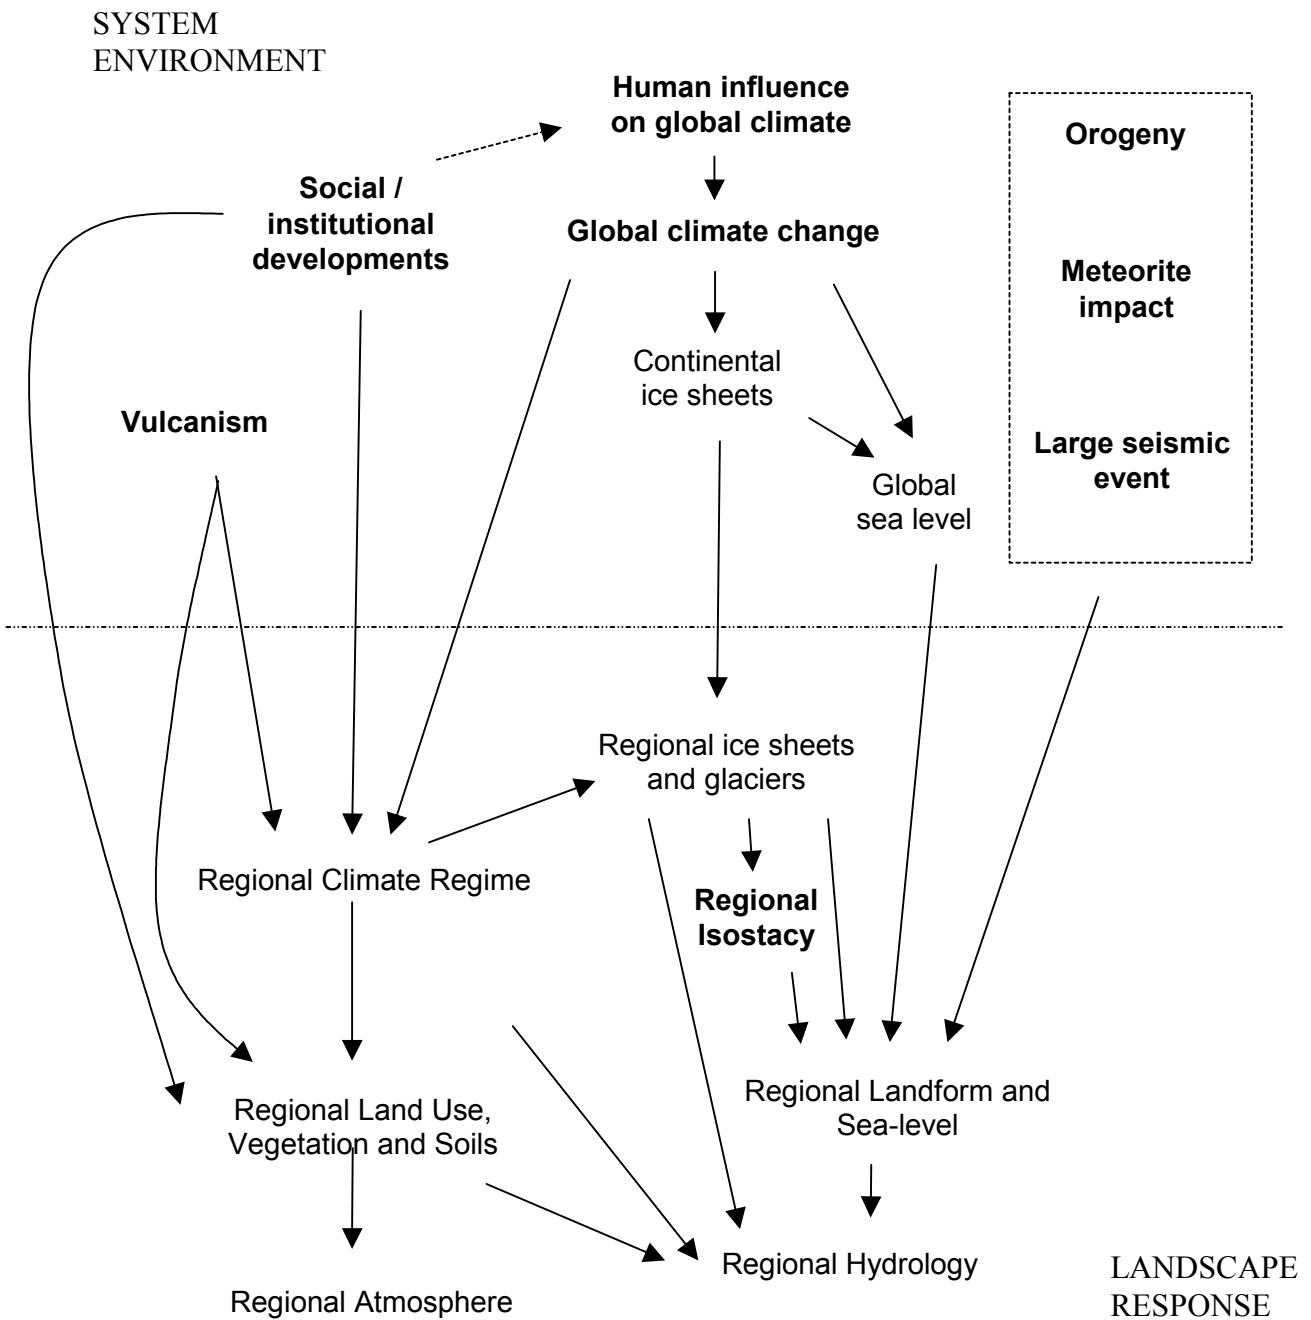 SYSTEM
ENVIRONMENT
Human influence
on global climate
Orogeny
Social /
institutional
developments
Global climate change
Meteorite
impact
Continental
ice sheets
Vulcanism
Large seismic
event
Global
sea level
Regional ice sheets
and glaciers
Regional Climate Regime
Regional
Isostacy
Regional Land Use,
Vegetation and Soils
Regional Landform and
Sea-level
Regional Hydrology
Regional Atmosphere
LANDSCAPE
RESPONSE